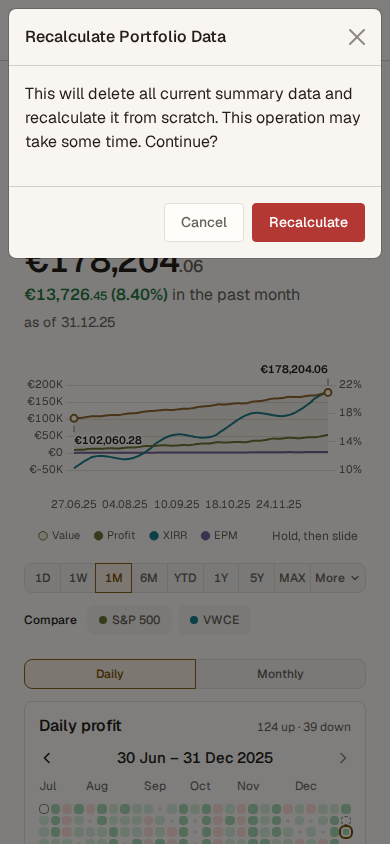 Recalculate Portfolio Data
This will delete all current summary data and
recalculate it from scratch. This operation may
take some time. Continue?
Cancel
Recalculate
€178,204.06
€13,726.45 (8.40%) in the past month
as of 31.12.25
€178,204.06
€200K
€150K
€100K
€50K
€0
€-50K
22%
18%
14%
10%
€102,060.28
27.06.25 04.08.25 10.09.25 18.10.25 24.11.25
Value Profit XIRR EPM Hold, then slide
1D 1W 1M 6M YTD 1Y 5Y MAX More
Compare S&P 500 VWCE
Daily Monthly
Daily profit 124 up · 39 down
30 Jun – 31 Dec 2025
Jul Aug Sep Oct Nov Dec